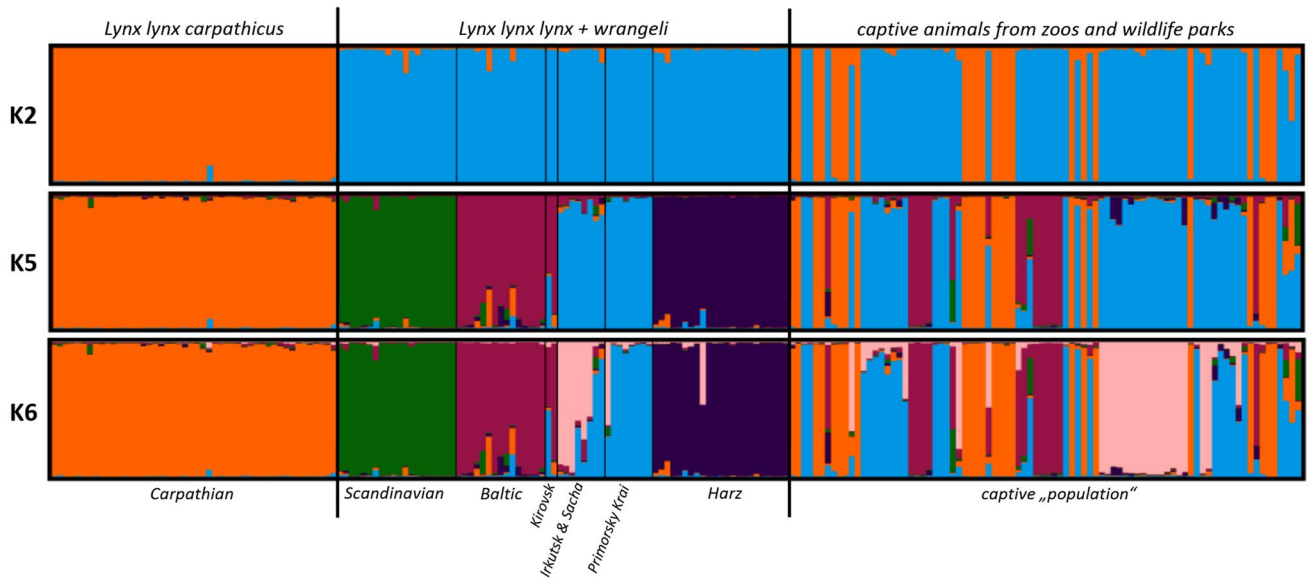 Lynx lynx carpathicus
Lynx lynx lynx + wrangeli
captive animals from zoos and wildlife parks
K2
K5
K6
Carpathian
Scandinavian
Baltic
Kirovsk
Irkutsk & Sacha
Primorsky Krai
Harz
captive „population“